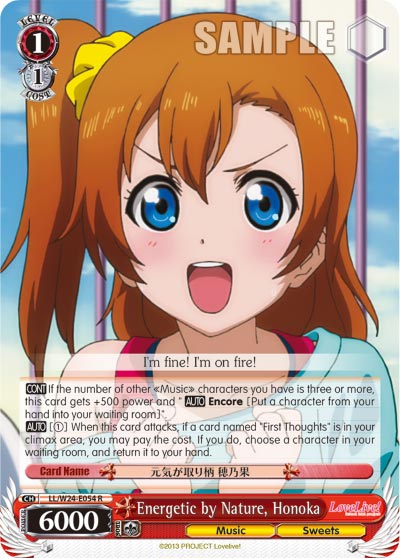 LEVEL
1
1
COST
SAMPLE
I'm fine! I'm on fire!
CONT If the number of other «Music» characters you have is three or more,
this card gets +500 power and " AUTO Encore [Put a character from your
hand into your waiting room]".
AUTO [①] When this card attacks, if a card named "First Thoughts" is in your
climax area, you may pay the cost. If you do, choose a character in your
waiting room, and return it to your hand.
Card Name 元気が取り柄 穂乃果
CH LL/W24-E054 R
POWER 6000 SOUL Energetic by Nature, Honoka LoveLive!
Music Sweets
©2013 PROJECT Lovelive!